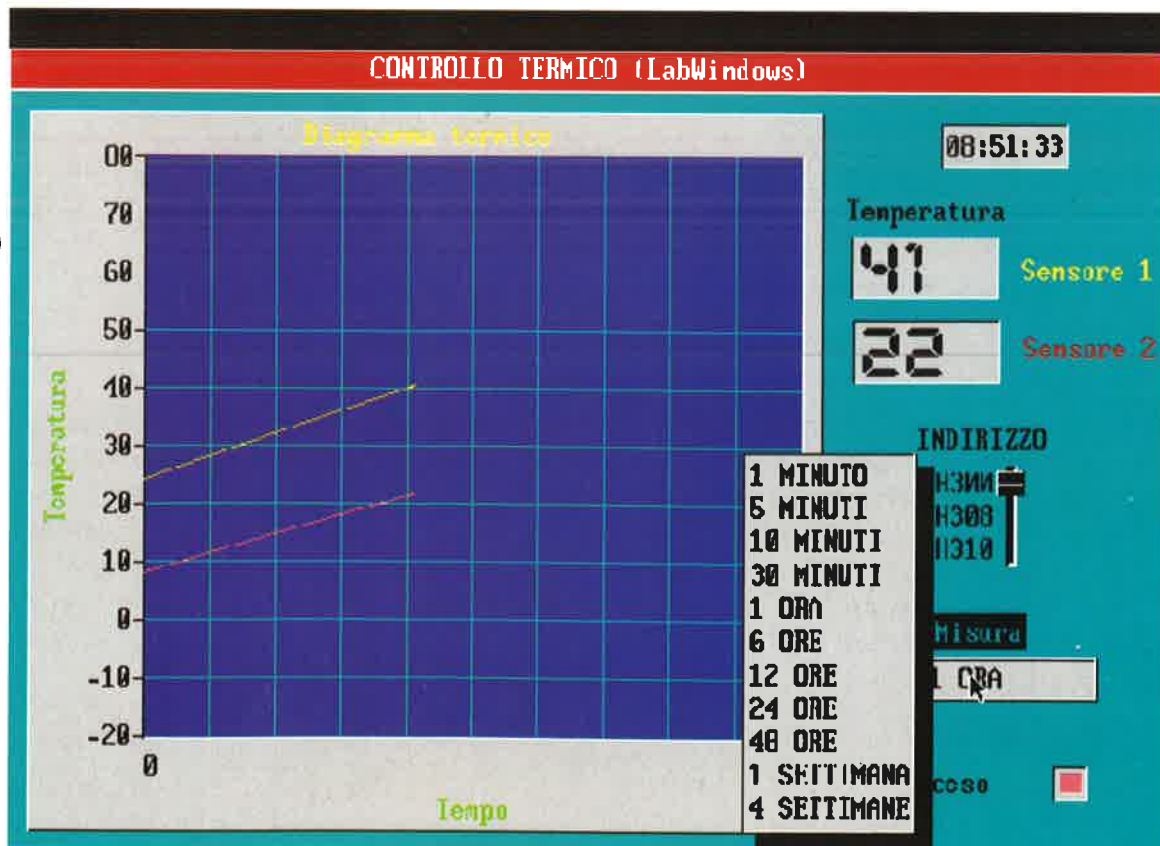 CONTROLLO TERMICO (LabWindows)
Diagramma termico
80
70
60
50
40
30
20
10
0
-10
-20
0
Temperatura
Tempo
08:51:33
Temperatura
41
Sensore 1
22
Sensore 2
INDIRIZZO
H300
H308
H310
Misura
1 ORA
1 MINUTO
5 MINUTI
10 MINUTI
30 MINUTI
1 ORA
6 ORE
12 ORE
24 ORE
48 ORE
1 SETTIMANA
4 SETTIMANE